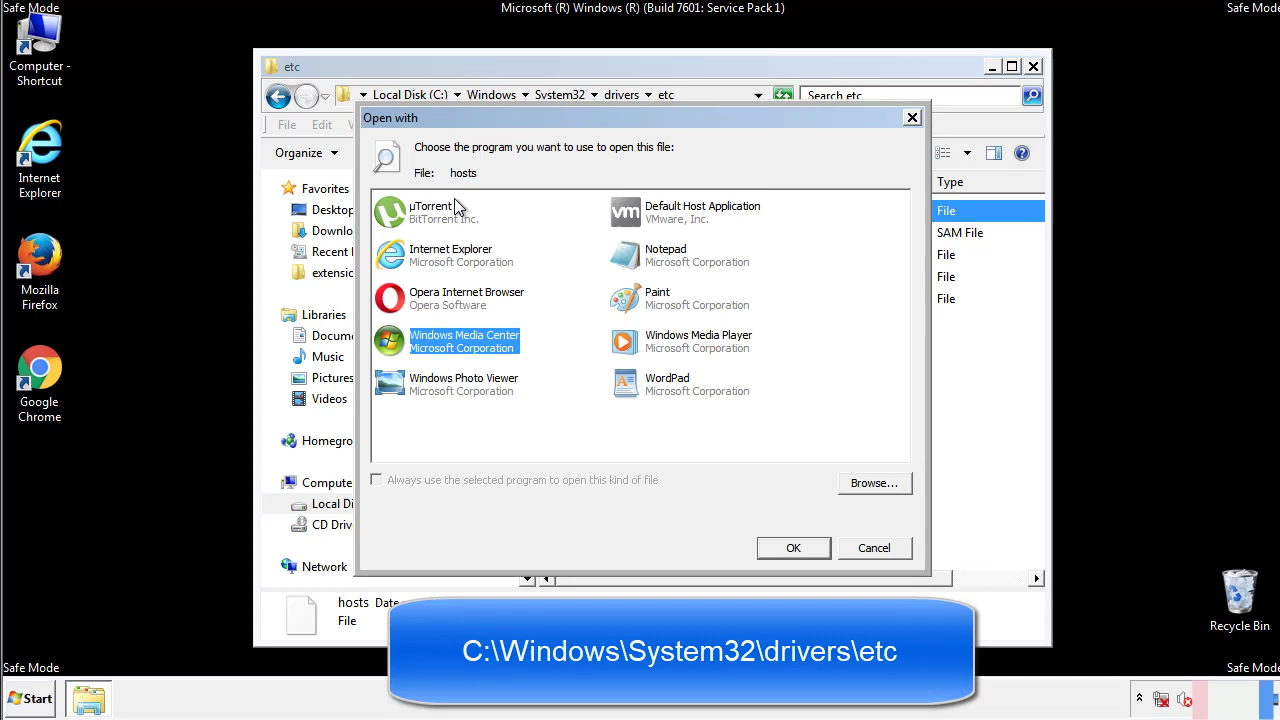 Safe Mode
Microsoft (R) Windows (R) (Build 7601: Service Pack 1)
Safe Mode
Computer - Shortcut
Internet Explorer
Mozilla Firefox
Google Chrome
Recycle Bin
etc
Local Disk (C:) Windows System32 drivers etc
Search etc
File Edit
Organize
Type
File
SAM File
File
File
File
Favorites
Desktop
Recent
Libraries
Music
Pictures
Videos
Computer
Network
Open with
Choose the program you want to use to open this file:
File: hosts
µTorrent
BitTorrent Inc.
Default Host Application
VMware, Inc.
Internet Explorer
Microsoft Corporation
Notepad
Microsoft Corporation
Opera Internet Browser
Opera Software
Paint
Microsoft Corporation
Windows Media Center
Microsoft Corporation
Windows Media Player
Microsoft Corporation
Windows Photo Viewer
Microsoft Corporation
WordPad
Microsoft Corporation
Always use the selected program to open this kind of file
Browse...
OK
Cancel
hosts
File
C:\Windows\System32\drivers\etc
Safe Mode
Safe Mode
Start